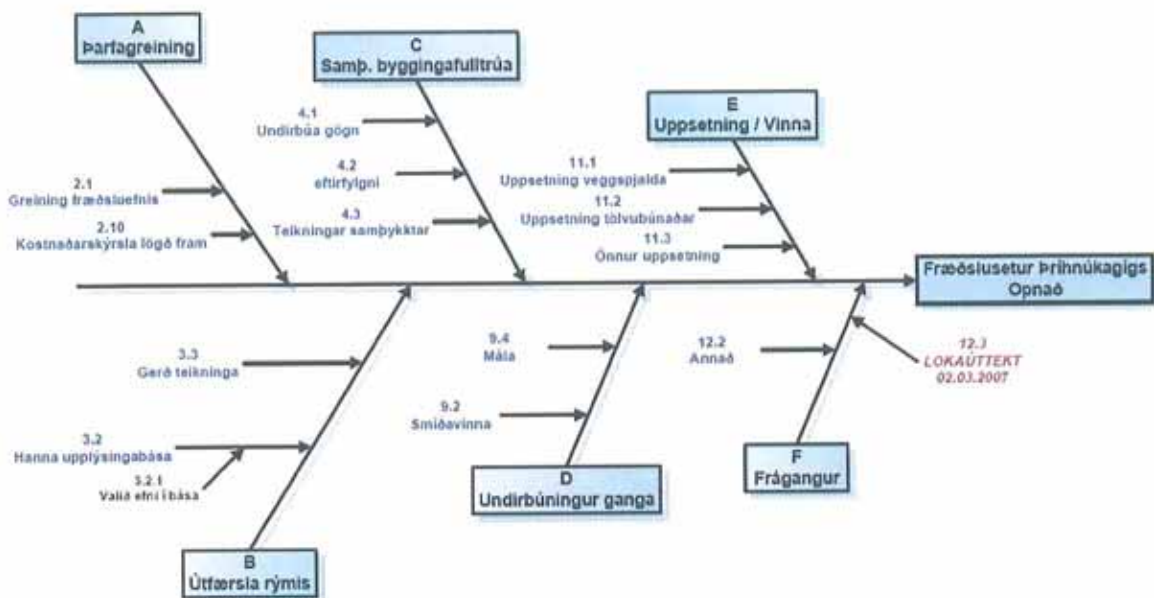 A
Þarfagreining
C
Samþ. byggingafulltrúa
E
Uppsetning / Vinna
4.1
Undirbúa gögn
4.2
eftirfylgni
4.3
Teikningar samþykktar
2.1
Greining fræðsluefnis
2.10
Kostnaðarskýrsla lögð fram
11.1
Uppsetning veggspjalda
11.2
Uppsetning tölvubúnaðar
11.3
Önnur uppsetning
Fræðslusetur Þríhnúkagígs
Opnað
3.3
Gerð teikninga
3.2
Hanna upplýsingabása
3.2.1
Valið efni í bása
9.4
Mála
9.2
Smíðavinna
12.2
Annað
12.3
LOKAÚTTEKT
02.03.2007
B
Útfærsla rýmis
D
Undirbúningur ganga
F
Frágangur